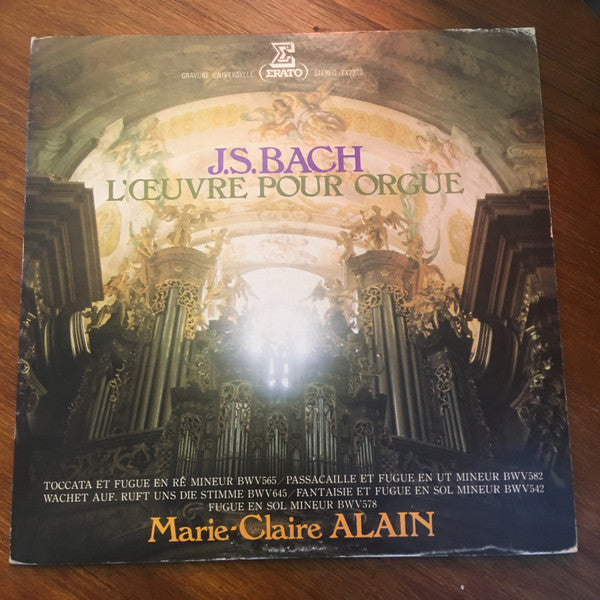 Σ
ERATO
GRAVURE UNIVERSELLE STEREO EX2323
J.S.BACH
L'ŒUVRE POUR ORGUE
TOCCATA ET FUGUE EN RÉ MINEUR BWV565／PASSACAILLE ET FUGUE EN UT MINEUR BWV582
WACHET AUF. RUFT UNS DIE STIMME BWV645／FANTAISIE ET FUGUE EN SOL MINEUR BWV542
FUGUE EN SOL MINEUR BWV578
Marie-Claire ALAIN